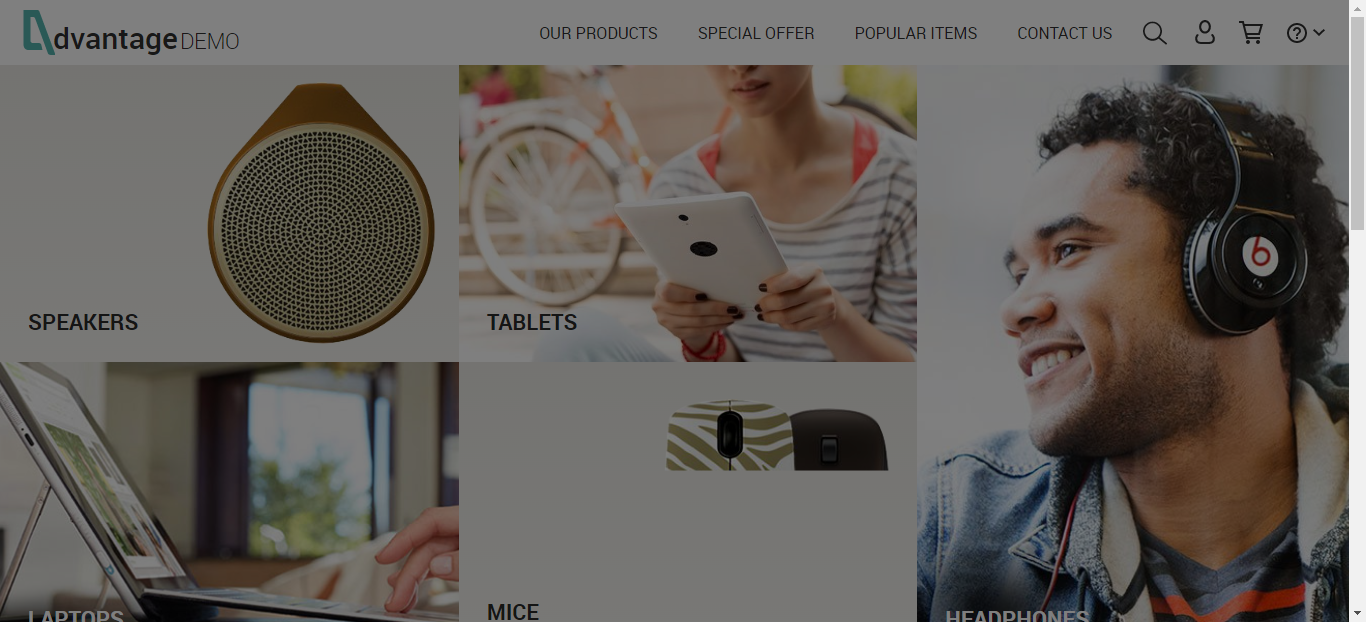 dvantage DEMO
OUR PRODUCTS SPECIAL OFFER POPULAR ITEMS CONTACT US
SPEAKERS
TABLETS
LAPTOPS
MICE
HEADPHONES